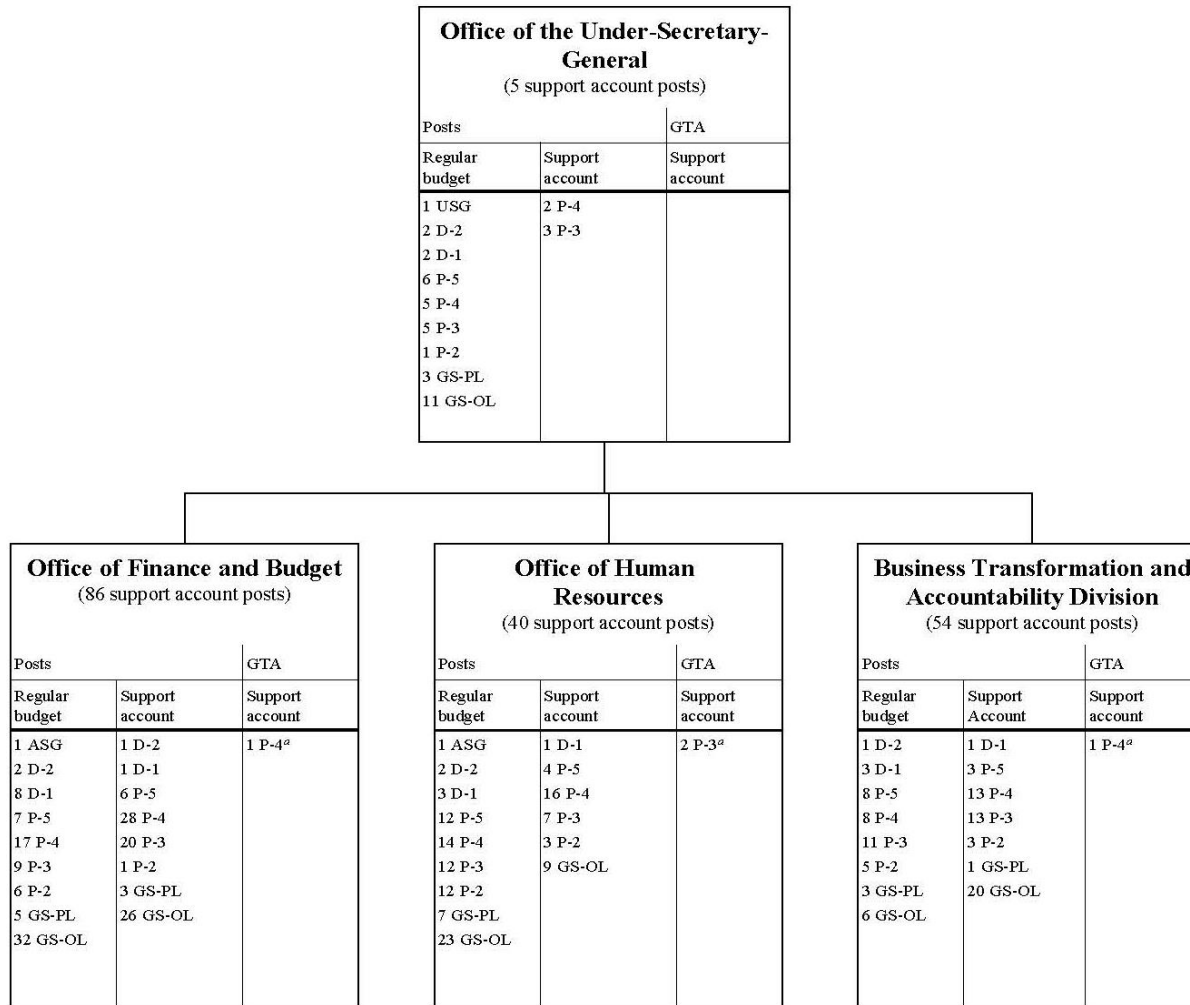 Office of the Under-Secretary-
General
(5 support account posts)
Posts GTA
Regular budget Support account Support account
1 USG 2 P-4
2 D-2 3 P-3
2 D-1
6 P-5
5 P-4
5 P-3
1 P-2
3 GS-PL
11 GS-OL
Office of Finance and Budget
(86 support account posts)
Posts GTA
Regular budget Support account Support account
1 ASG 1 D-2 1 P-4a
2 D-2 1 D-1
8 D-1 6 P-5
7 P-5 28 P-4
17 P-4 20 P-3
9 P-3 1 P-2
6 P-2 3 GS-PL
5 GS-PL 26 GS-OL
32 GS-OL
Office of Human
Resources
(40 support account posts)
Posts GTA
Regular budget Support account Support account
1 ASG 1 D-1 2 P-3a
2 D-2 4 P-5
3 D-1 16 P-4
12 P-5 7 P-3
14 P-4 3 P-2
12 P-3 9 GS-OL
12 P-2
7 GS-PL
23 GS-OL
Business Transformation and
Accountability Division
(54 support account posts)
Posts GTA
Regular budget Support Account Support account
1 D-2 1 D-1 1 P-4a
3 D-1 3 P-5
8 P-5 13 P-4
8 P-4 13 P-3
11 P-3 3 P-2
5 P-2 1 GS-PL
3 GS-PL 20 GS-OL
6 GS-OL